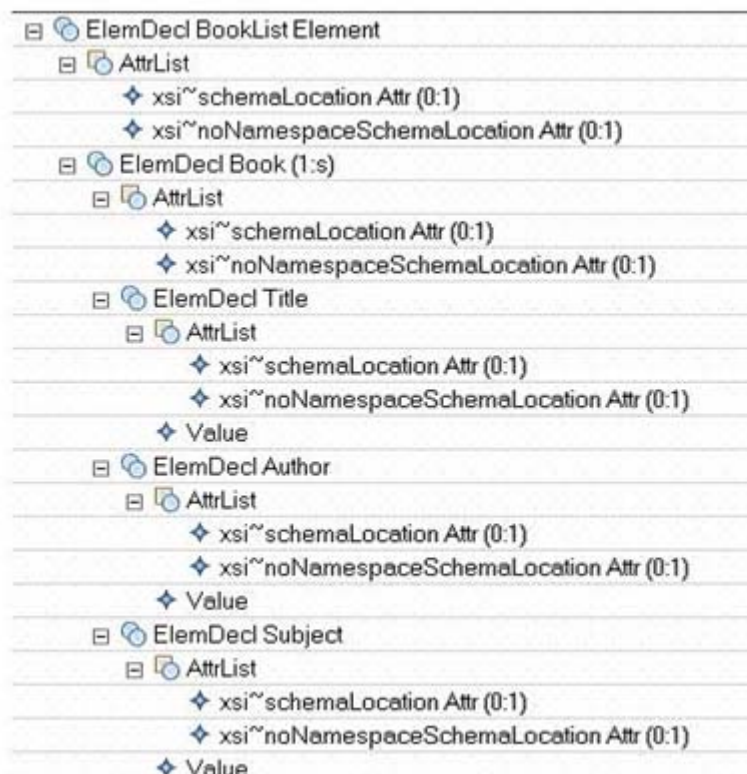 ElemDecl BookList Element
AttrList
xsi~schemaLocation Attr (0:1)
xsi~noNamespaceSchemaLocation Attr (0:1)
ElemDecl Book (1:s)
AttrList
xsi~schemaLocation Attr (0:1)
xsi~noNamespaceSchemaLocation Attr (0:1)
ElemDecl Title
AttrList
xsi~schemaLocation Attr (0:1)
xsi~noNamespaceSchemaLocation Attr (0:1)
Value
ElemDecl Author
AttrList
xsi~schemaLocation Attr (0:1)
xsi~noNamespaceSchemaLocation Attr (0:1)
Value
ElemDecl Subject
AttrList
xsi~schemaLocation Attr (0:1)
xsi~noNamespaceSchemaLocation Attr (0:1)
Value